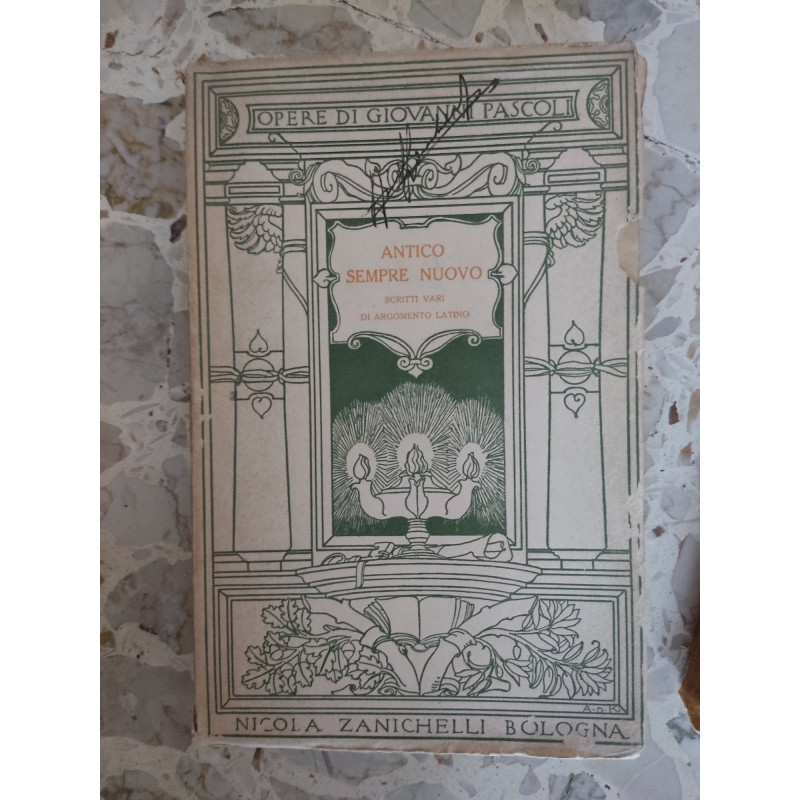 OPERE DI GIOVANNI PASCOLI
ANTICO
SEMPRE NUOVO
SCRITTI VARI
DI ARGOMENTO LATINO
NICOLA ZANICHELLI BOLOGNA